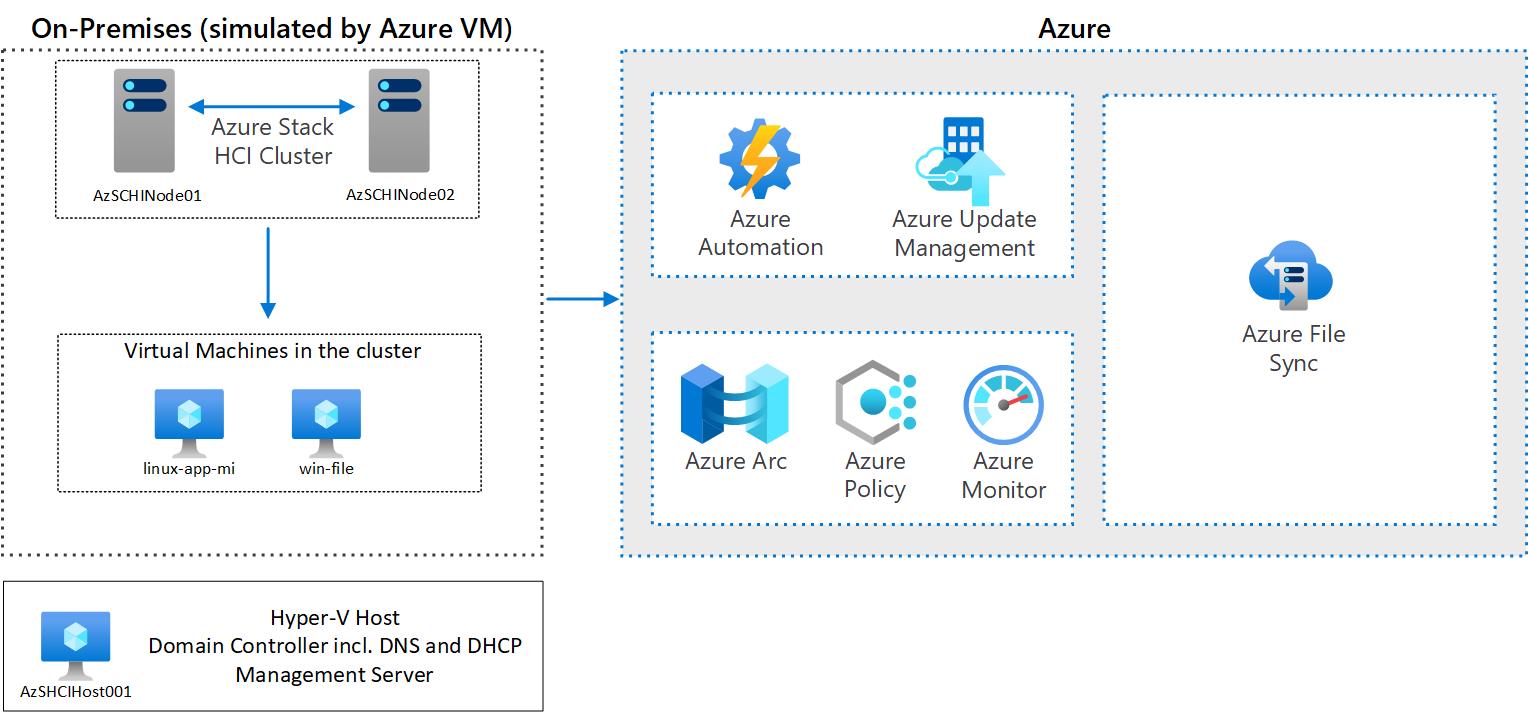 On-Premises (simulated by Azure VM)
Azure Stack
HCI Cluster
AzSCHINode01
AzSCHINode02
Virtual Machines in the cluster
linux-app-mi
win-file
Hyper-V Host
Domain Controller incl. DNS and DHCP
Management Server
AzSHCIHost001
Azure
Azure
Automation
Azure Update
Management
Azure Arc
Azure
Policy
Azure
Monitor
Azure File
Sync